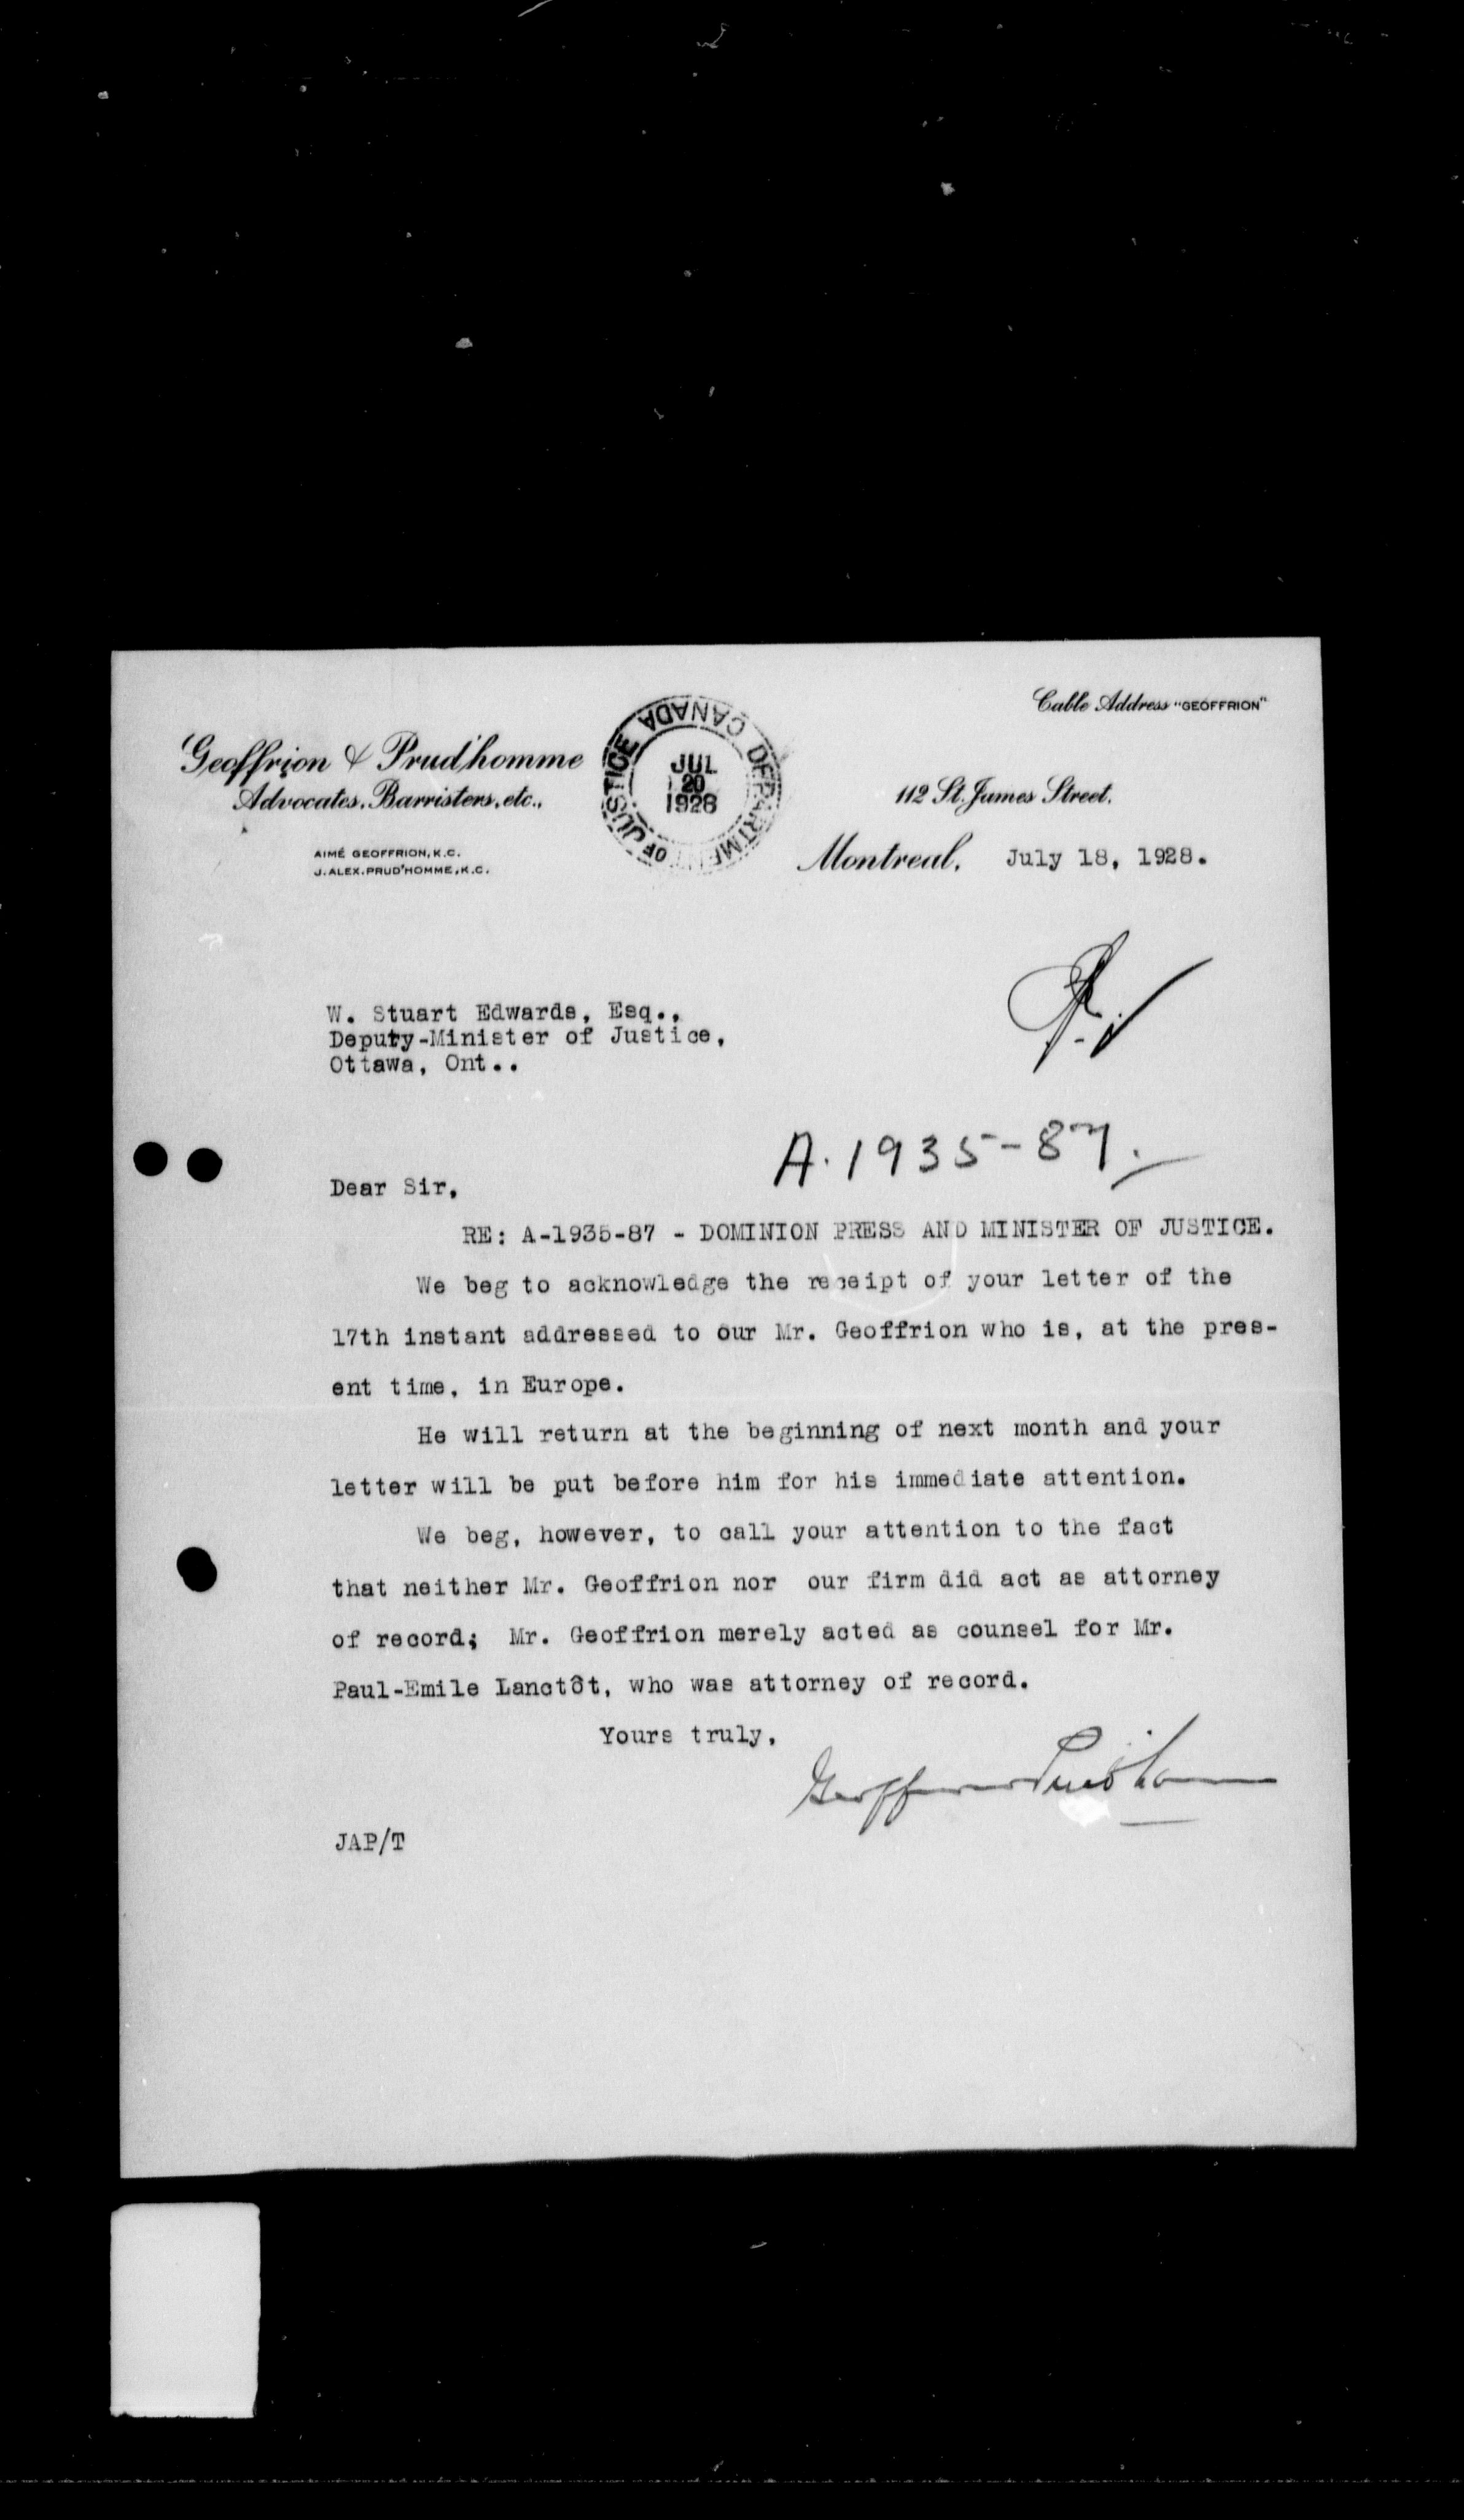 Cable Address "GEOFFRION"
Geoffrion & Prud'homme
Advocates, Barristers, etc.,
AIMÉ GEOFFRION, K.C.
J. ALEX. PRUD'HOMME, K.C.
DEPARTMENT OF JUSTICE CANADA
JUL
20
1928
112 St. James Street.
Montreal, July 18, 1928.
W. Stuart Edwards, Esq.,
Deputy-Minister of Justice,
Ottawa, Ont..
A. 1935-87.
Dear Sir,
RE: A-1935-87 - DOMINION PRESS AND MINISTER OF JUSTICE.
We beg to acknowledge the receipt of your letter of the
17th instant addressed to our Mr. Geoffrion who is, at the pres-
ent time, in Europe.
He will return at the beginning of next month and your
letter will be put before him for his immediate attention.
We beg, however, to call your attention to the fact
that neither Mr. Geoffrion nor our firm did act as attorney
of record; Mr. Geoffrion merely acted as counsel for Mr.
Paul-Emile Lanctôt, who was attorney of record.
Yours truly,
Geoffrion Prud'homme
JAP/T